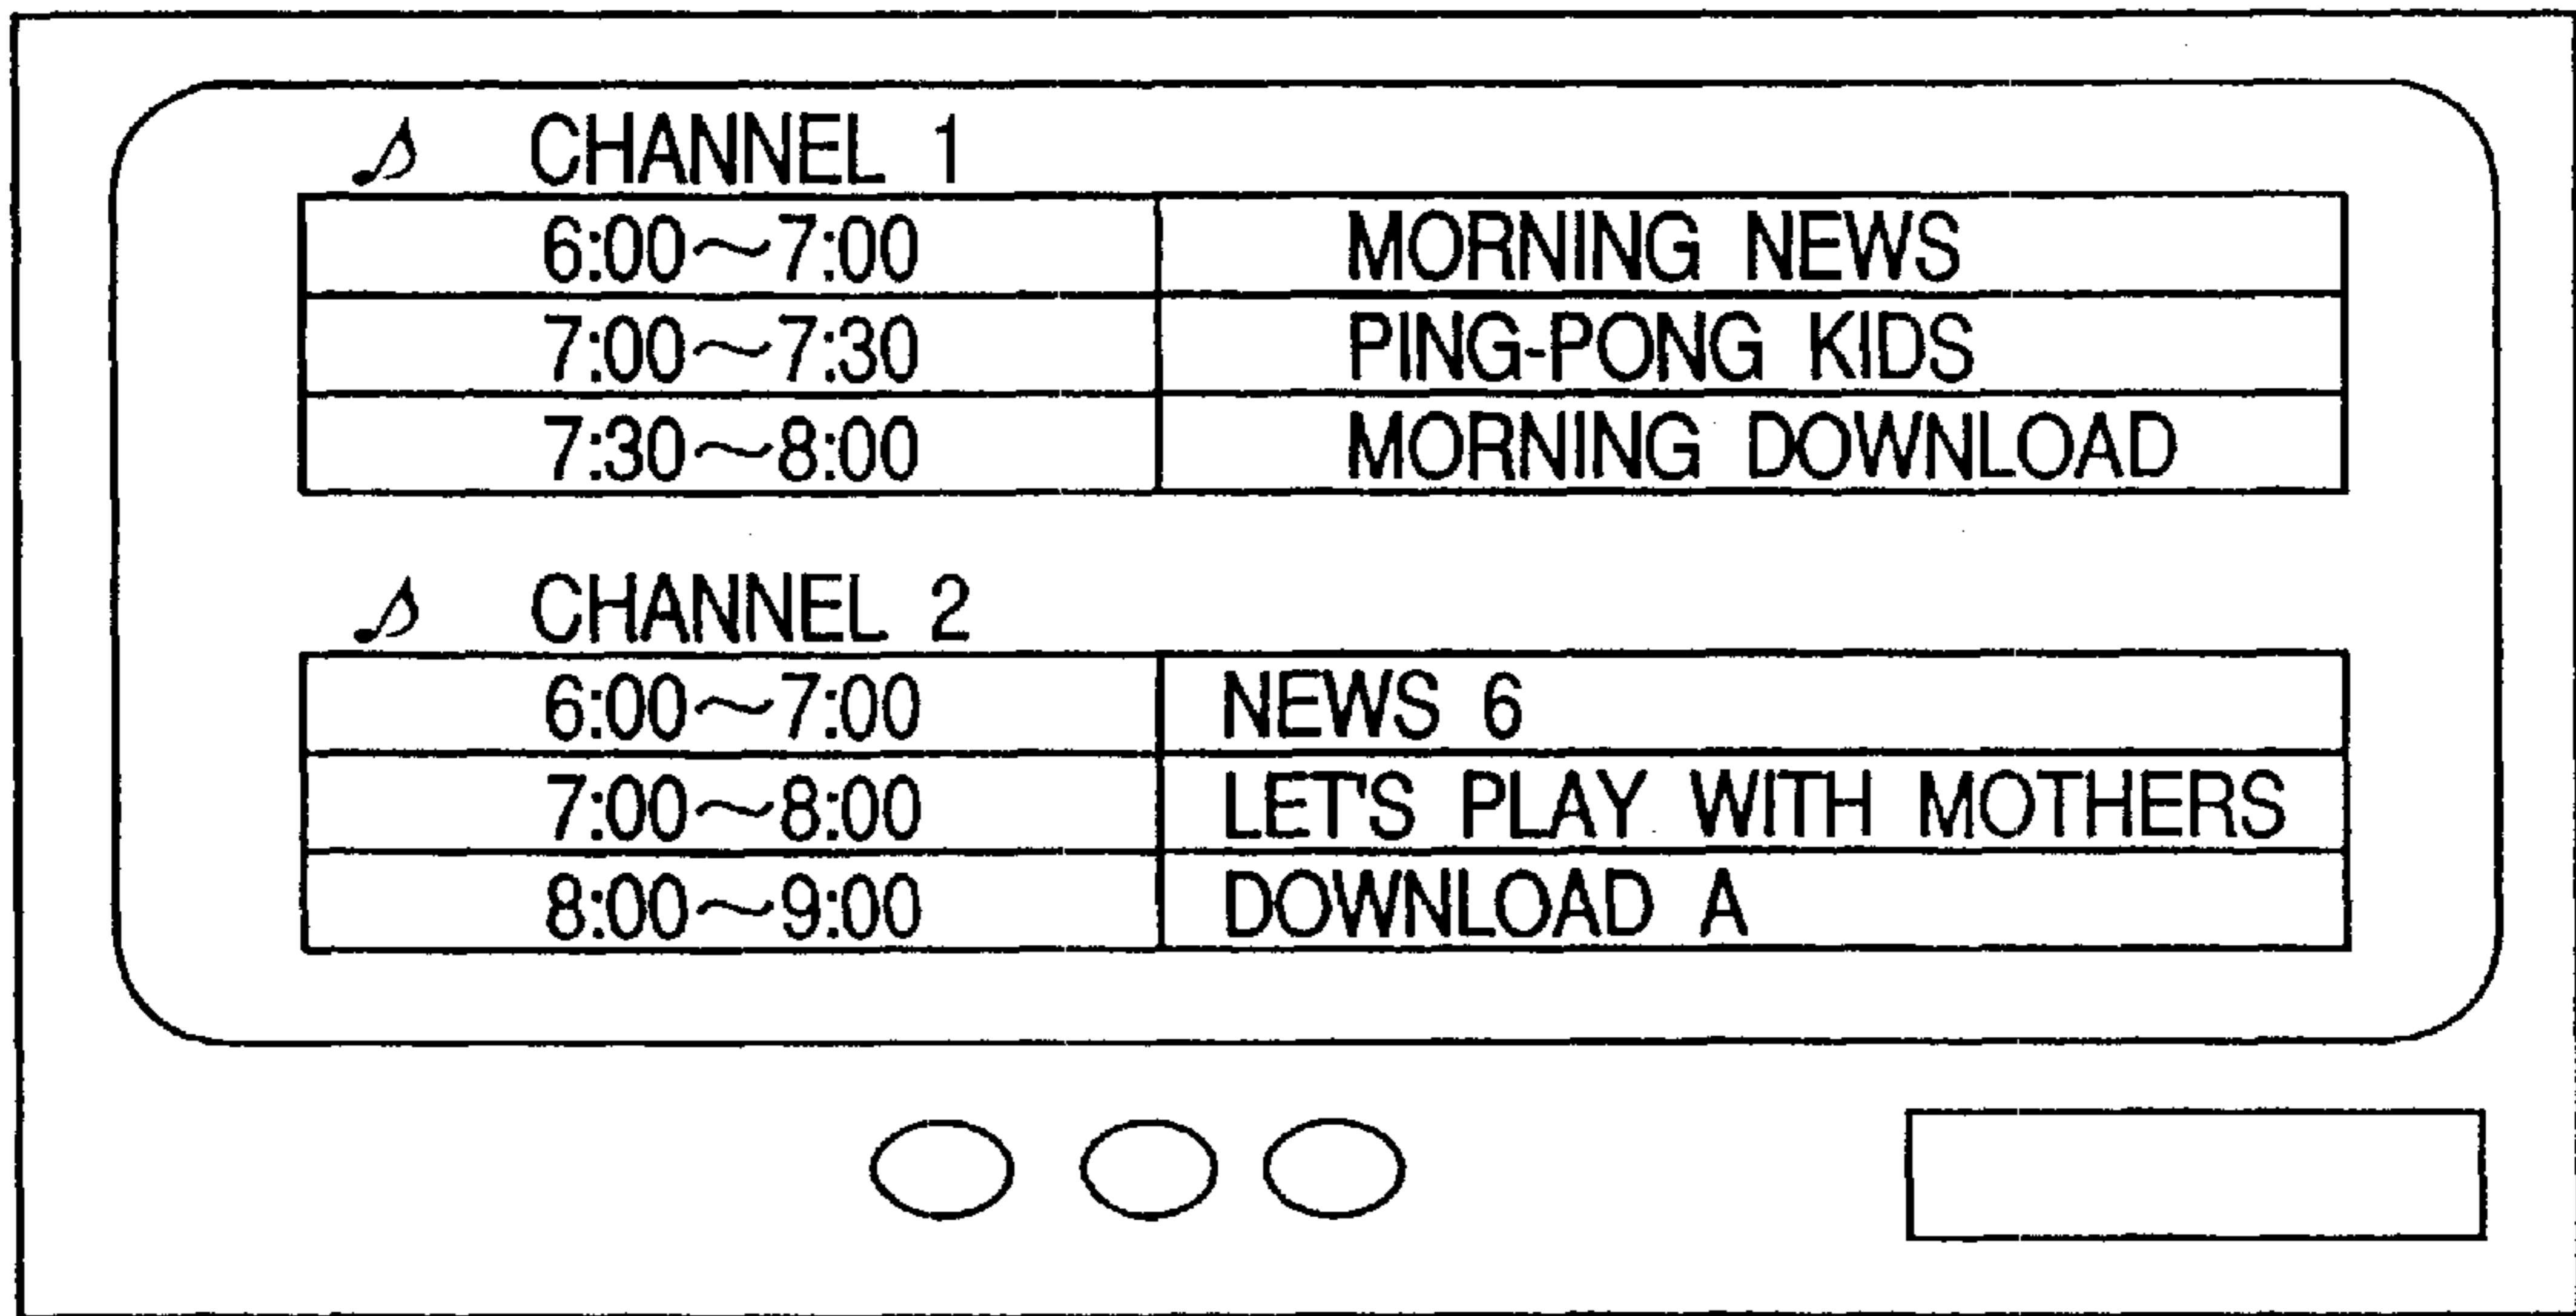 ♪ CHANNEL 1
6:00～7:00 MORNING NEWS
7:00～7:30 PING-PONG KIDS
7:30～8:00 MORNING DOWNLOAD
♪ CHANNEL 2
6:00～7:00 NEWS 6
7:00～8:00 LET'S PLAY WITH MOTHERS
8:00～9:00 DOWNLOAD A